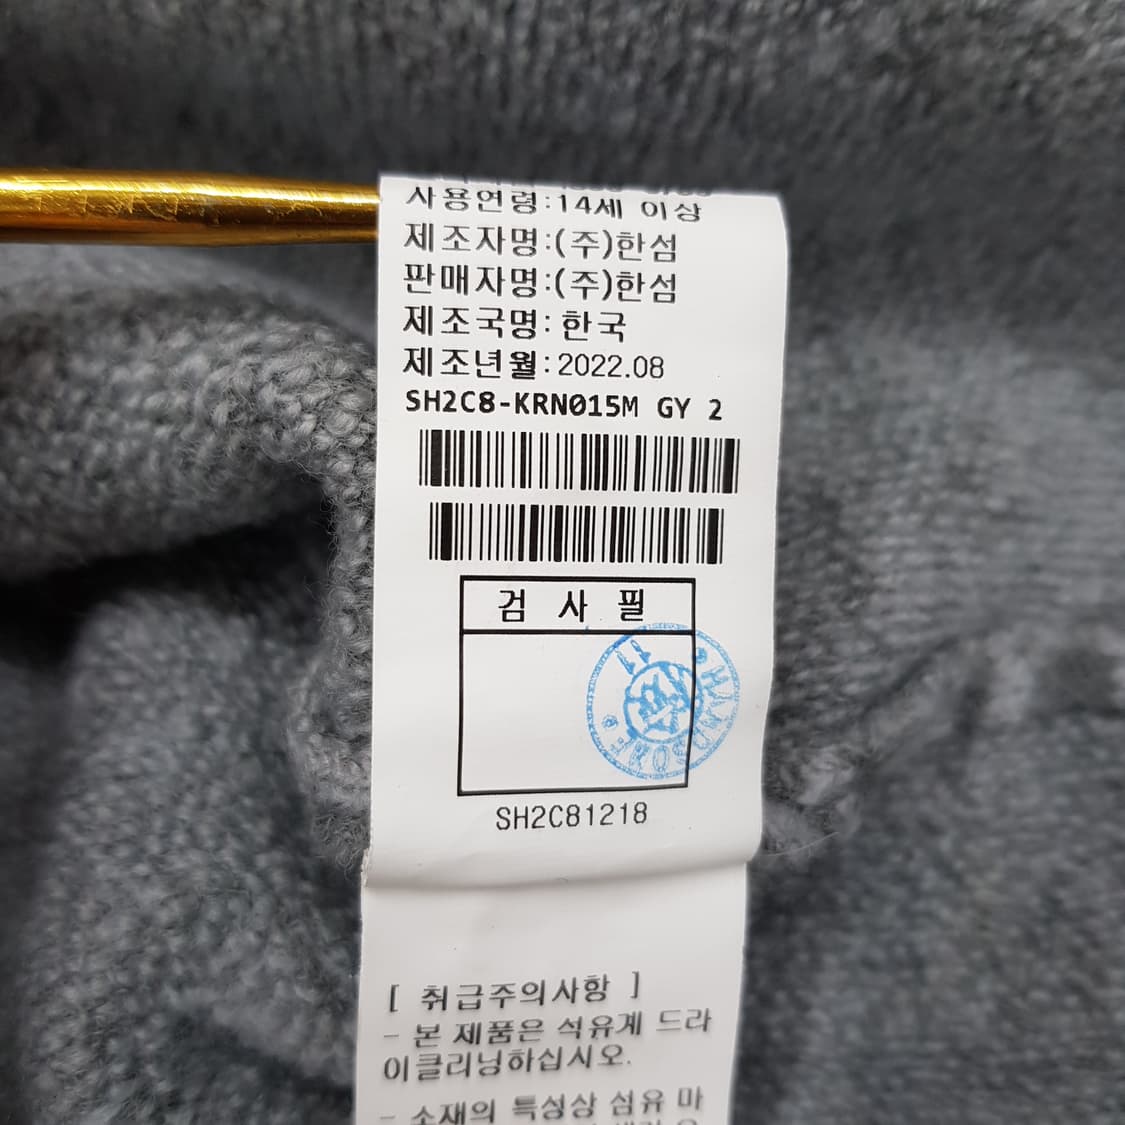 사용연령:14세 이상
제조자명:(주)한섬
판매자명:(주)한섬
제조국명:한국
제조년월:2022.08
SH2C8-KRN015M GY 2
검 사 필
SH2C81218
[ 취급주의사항 ]
- 본 제품은 석유계 드라
이클리닝하십시오.
- 소재의 특성상 섬유 마